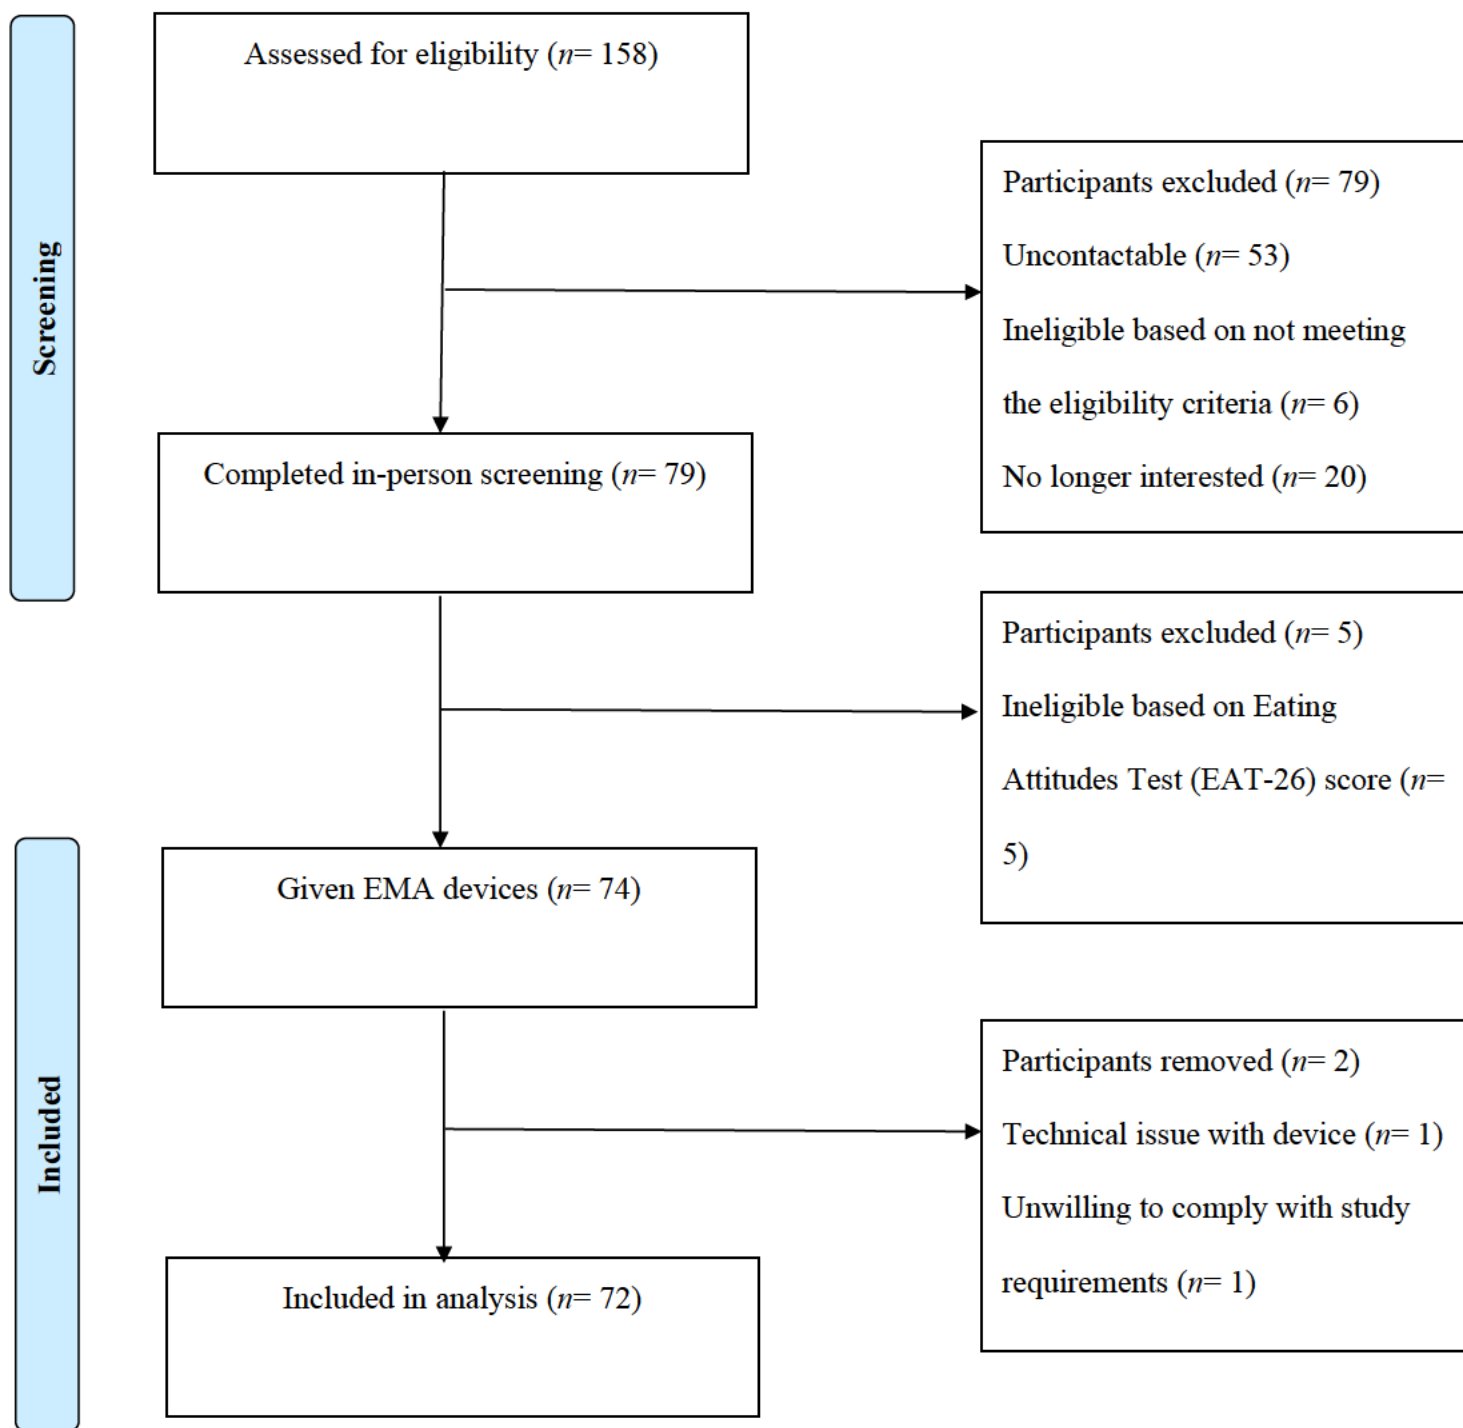 Screening
Assessed for eligibility (n= 158)
Participants excluded (n= 79)
Uncontactable (n= 53)
Ineligible based on not meeting
the eligibility criteria (n= 6)
No longer interested (n= 20)
Completed in-person screening (n= 79)
Participants excluded (n= 5)
Ineligible based on Eating
Attitudes Test (EAT-26) score (n=
5)
Included
Given EMA devices (n= 74)
Participants removed (n= 2)
Technical issue with device (n= 1)
Unwilling to comply with study
requirements (n= 1)
Included in analysis (n= 72)